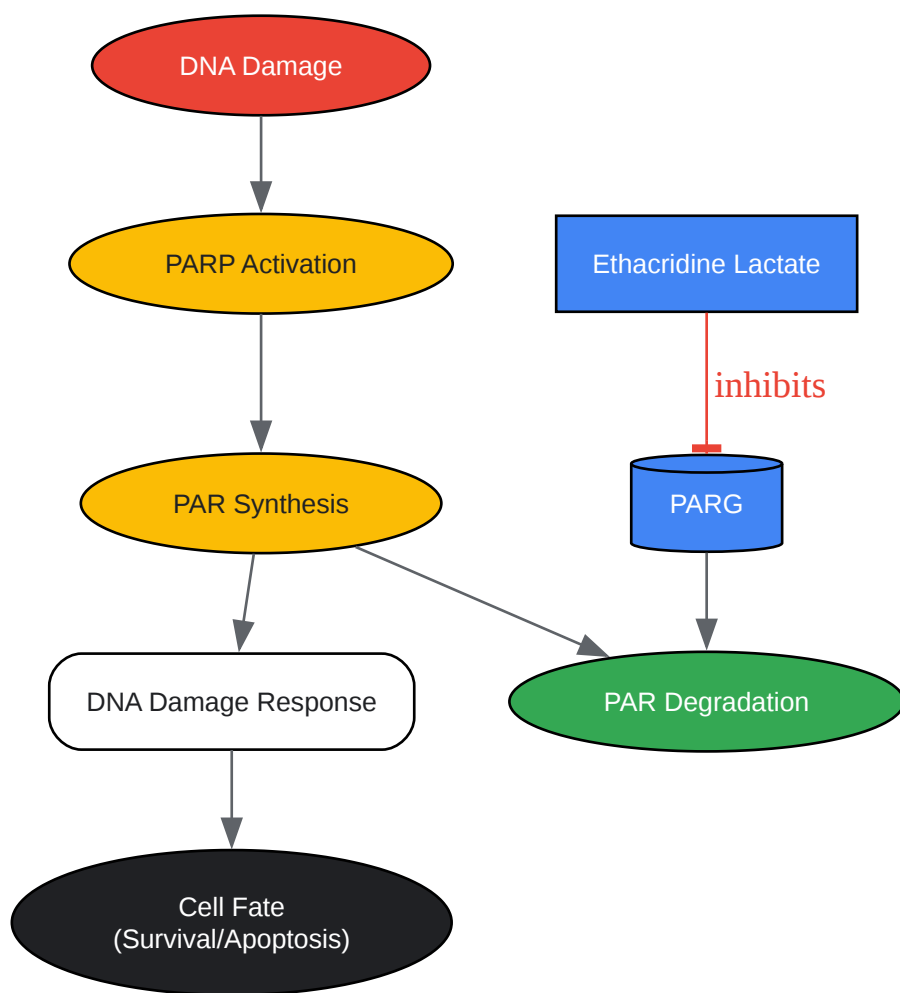 DNA Damage
PARP Activation
Ethacridine Lactate
inhibits
PAR Synthesis
PARG
DNA Damage Response
PAR Degradation
Cell Fate
(Survival/Apoptosis)